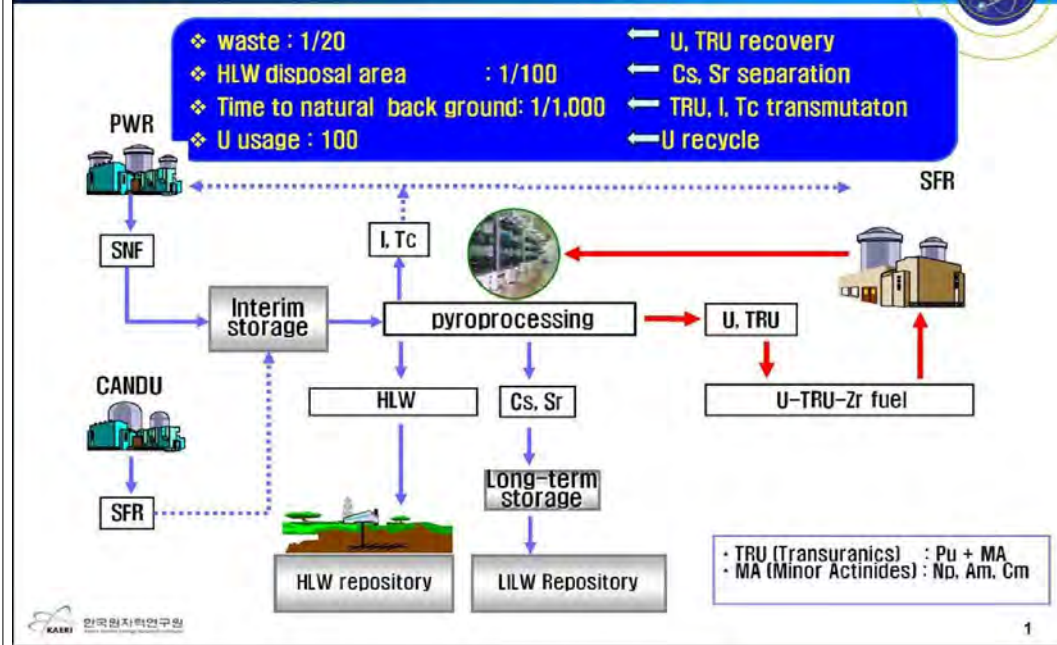 ❖ waste : 1/20 ⟵ U, TRU recovery
❖ HLW disposal area : 1/100 ⟵ Cs, Sr separation
❖ Time to natural back ground: 1/1,000 ⟵ TRU, I, Tc transmutaton
❖ U usage : 100 ⟵ U recycle
PWR
SFR
SNF
I, Tc
Interim
storage
pyroprocessing
U, TRU
CANDU
HLW
Cs, Sr
U-TRU-Zr fuel
Long-term
storage
SFR
HLW repository
LILW Repository
· TRU (Transuranics) : Pu + MA
· MA (Minor Actinides) : Np, Am, Cm
KAERI 한국원자력연구원
1